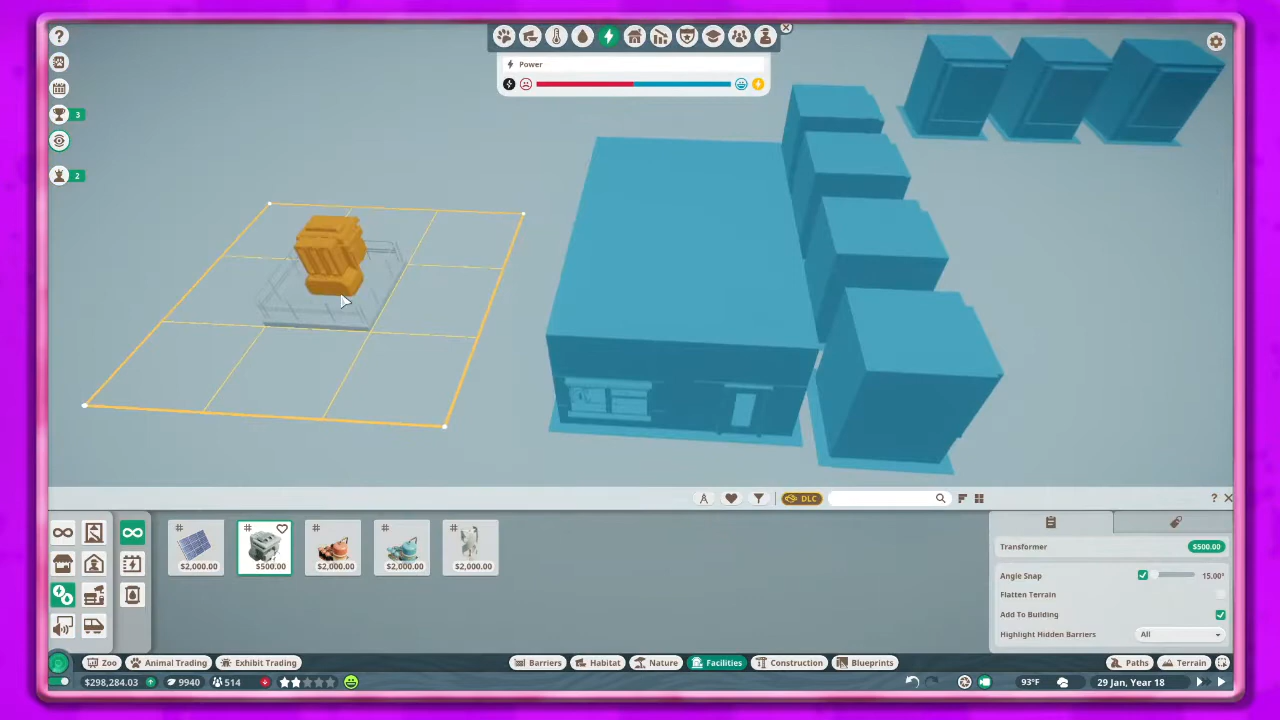 ?
Power
3
2
DLC
? ×
# $2,000.00
# $500.00
# $2,000.00
# $2,000.00
# $2,000.00
Transformer $500.00
Angle Snap 15.00°
Flatten Terrain
Add To Building
Highlight Hidden Barriers All
Zoo Animal Trading Exhibit Trading Barriers Habitat Nature Facilities Construction Blueprints Paths Terrain
$298,284.03 9940 514 93°F 29 Jan, Year 18